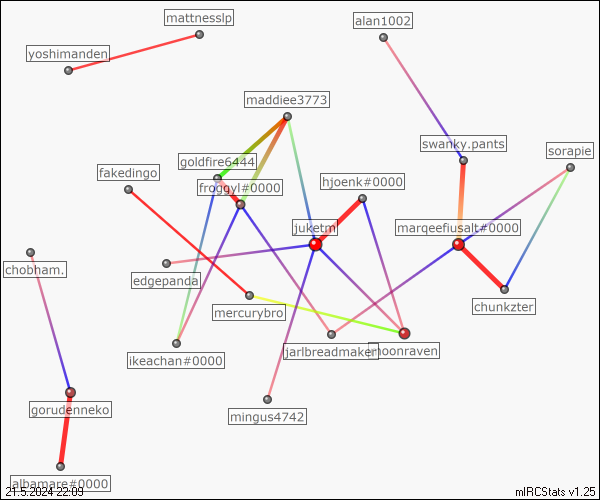 mattnesslp
alan1002
yoshimanden
maddiee3773
swanky.pants
sorapie
goldfire6444
fakedingo
froggyl#0000
hjoenk#0000
juketml
marqeefiusalt#0000
chobham.
edgepanda
chunkzter
mercurybro
ikeachan#0000
jarlbreadmaker
moonraven
gorudenneko
mingus4742
albamare#0000
21.5.2024 22:09
mIRCStats v1.25